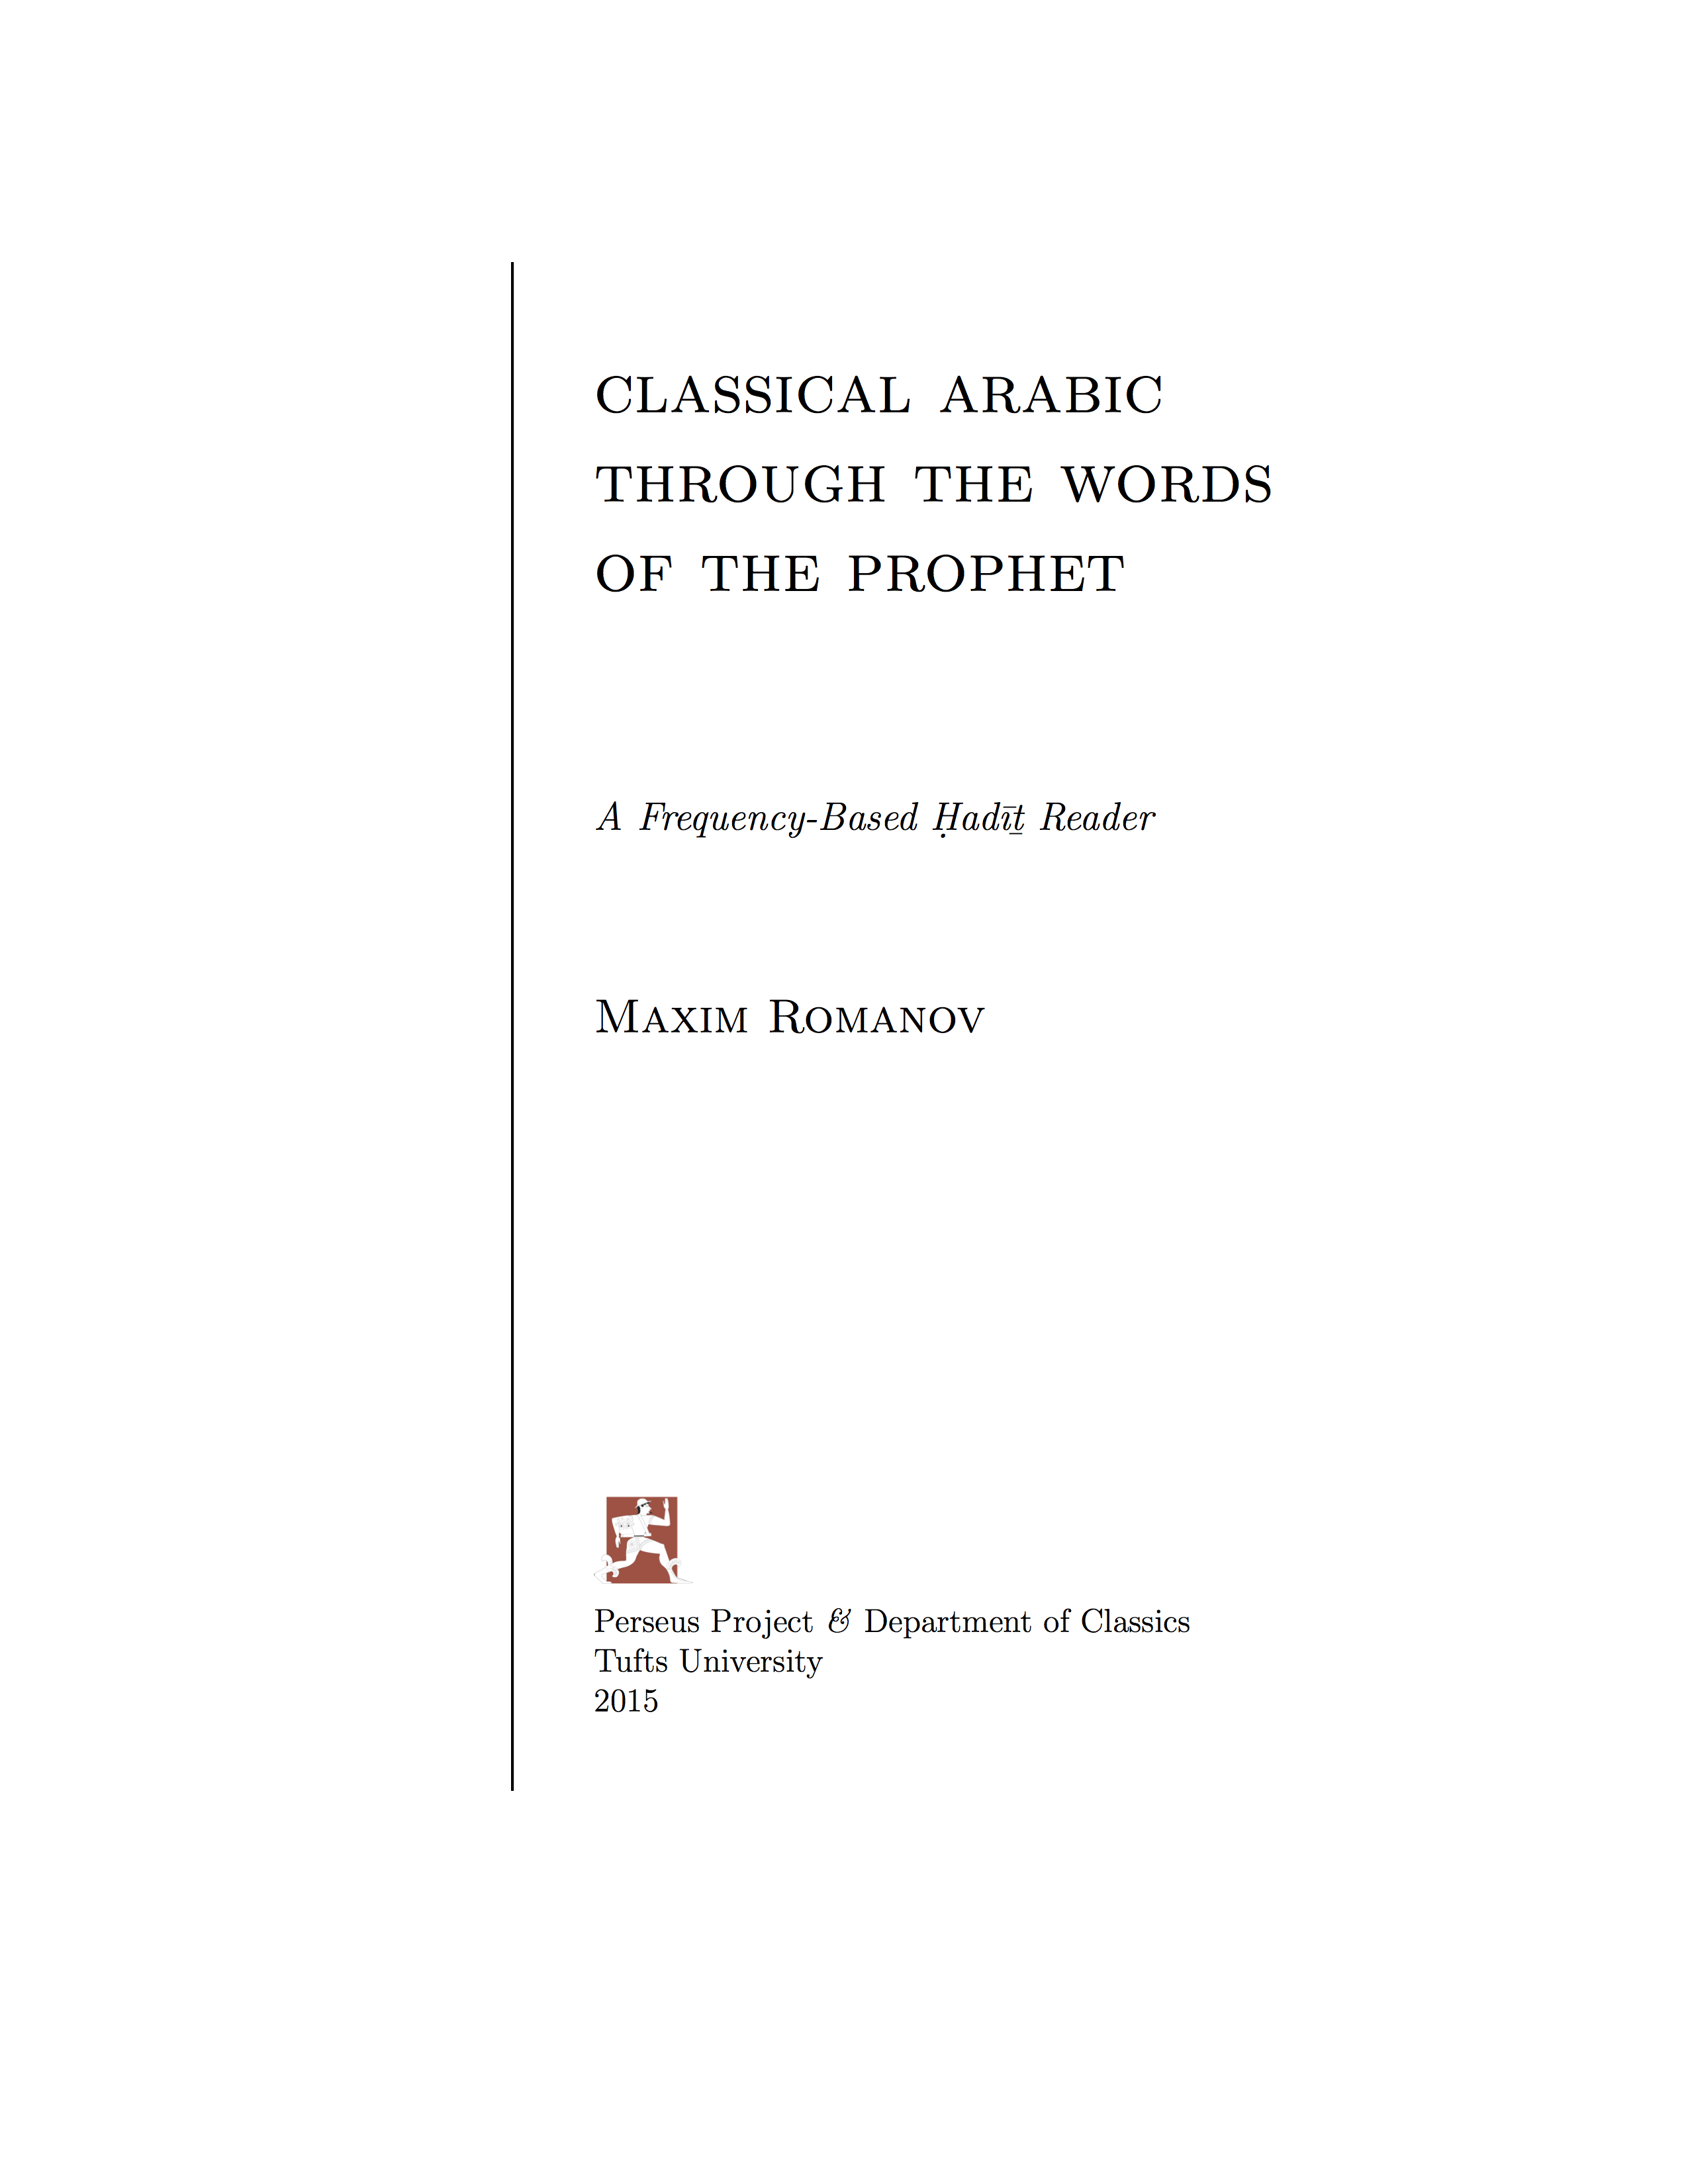 CLASSICAL ARABIC
THROUGH THE WORDS
OF THE PROPHET
A Frequency-Based Ḥadīṯ Reader
Maxim Romanov
Perseus Project & Department of Classics
Tufts University
2015